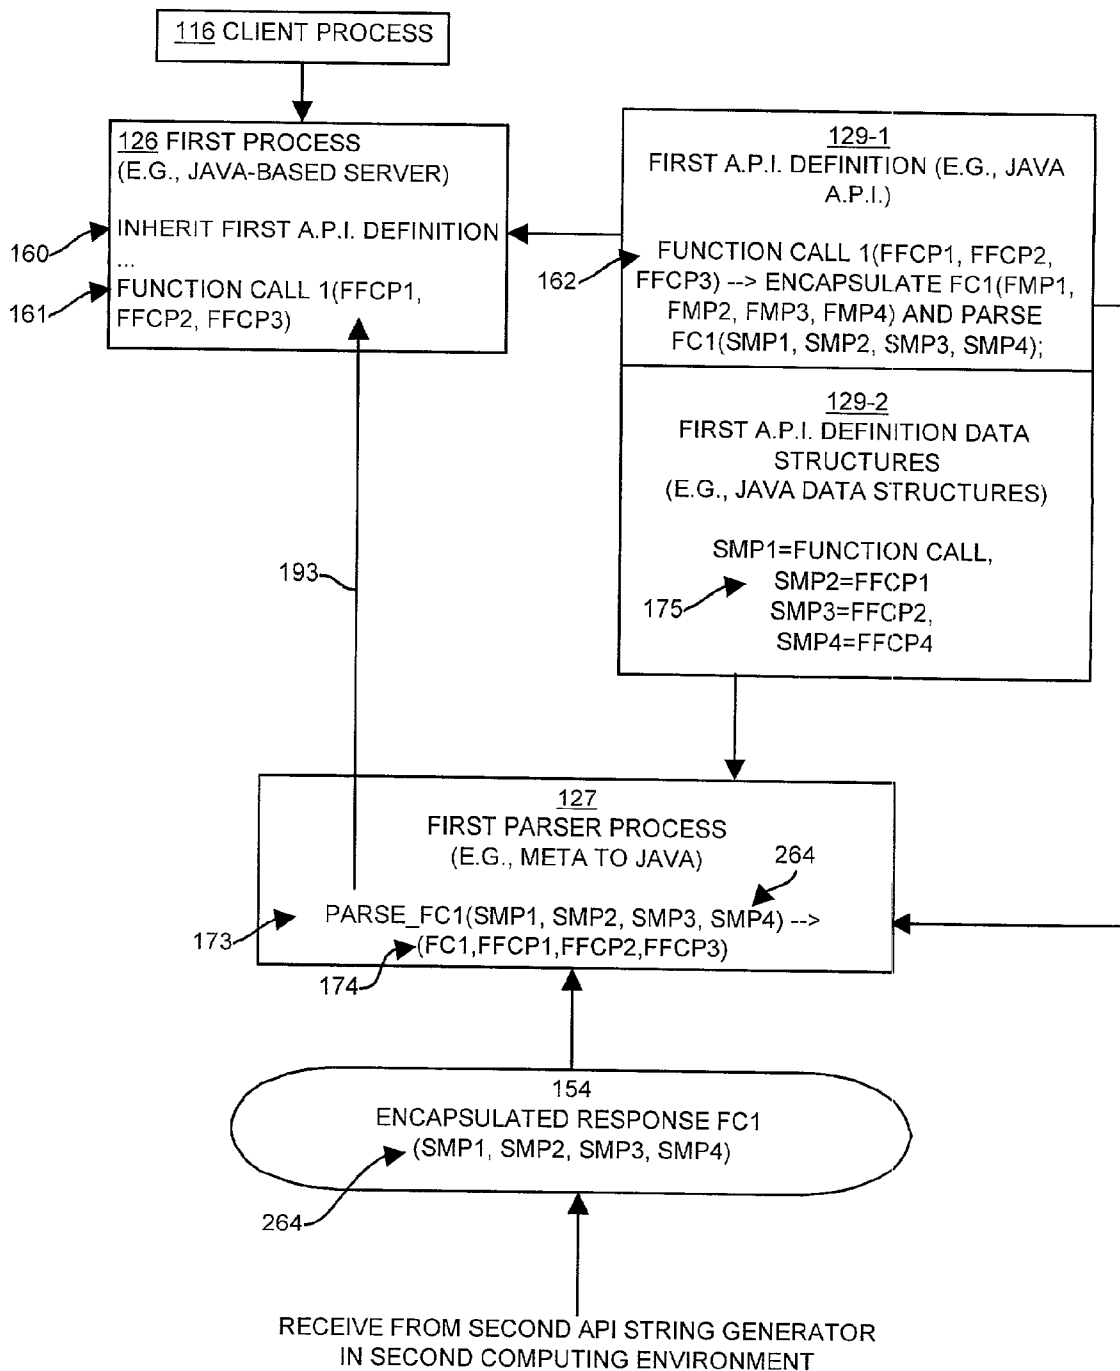 116 CLIENT PROCESS
126 FIRST PROCESS
(E.G., JAVA-BASED SERVER)
INHERIT FIRST A.P.I. DEFINITION
...
FUNCTION CALL 1(FFCP1,
FFCP2, FFCP3)
160
161
129-1
FIRST A.P.I. DEFINITION (E.G., JAVA
A.P.I.)
FUNCTION CALL 1(FFCP1, FFCP2,
FFCP3) --> ENCAPSULATE FC1(FMP1,
FMP2, FMP3, FMP4) AND PARSE
FC1(SMP1, SMP2, SMP3, SMP4);
162
129-2
FIRST A.P.I. DEFINITION DATA
STRUCTURES
(E.G., JAVA DATA STRUCTURES)
SMP1=FUNCTION CALL,
SMP2=FFCP1
SMP3=FFCP2,
SMP4=FFCP4
175
193
127
FIRST PARSER PROCESS
(E.G., META TO JAVA)
264
PARSE_FC1(SMP1, SMP2, SMP3, SMP4) -->
(FC1,FFCP1,FFCP2,FFCP3)
173
174
154
ENCAPSULATED RESPONSE FC1
(SMP1, SMP2, SMP3, SMP4)
264
RECEIVE FROM SECOND API STRING GENERATOR
IN SECOND COMPUTING ENVIRONMENT